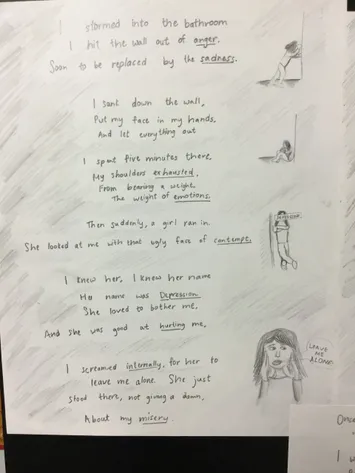 I stormed into the bathroom
I hit the wall out of anger.
Soon to be replaced by the sadness.
I sank down the wall,
Put my face in my hands.
And let everything out
I spent five minutes there.
My shoulders exhausted,
From bearing a weight.
The weight of emotions.
Then suddenly, a girl ran in.
She looked at me with that ugly face of contempt.
I knew her, I knew her name
Her name was Depression.
She loved to bother me.
And she was good at hurting me.
I screamed internally, for her to
leave me alone. She just
stood there, not giving a damn.
About my misery
LEAVE
ME
ALONE
Once
I